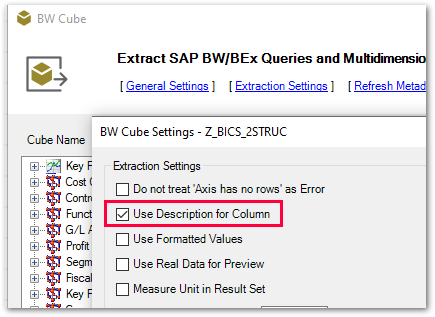 BW Cube
Extract SAP BW/BEx Queries and Multidimensio
[ General Settings ] [ Extraction Settings ] [ Refresh Metad
Cube Name
BW Cube Settings - Z_BICS_2STRUC
Key F
Cost C
Contro
Functi
G/L A
Profit
Segm
Fiscal
Key F
Extraction Settings
Do not treat 'Axis has no rows' as Error
Use Description for Column
Use Formatted Values
Use Real Data for Preview
Measure Unit in Result Set